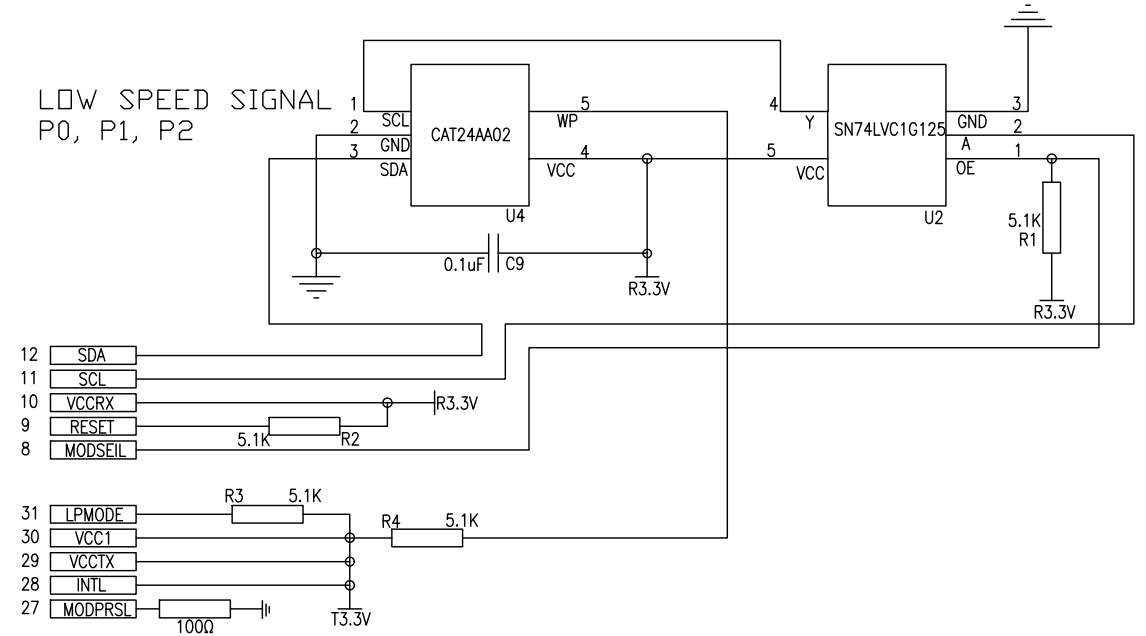 LOW SPEED SIGNAL
P0, P1, P2
1
SCL
2
GND
3
SDA
CAT24AA02
U4
5
WP
4
VCC
4
Y
5
VCC
SN74LVC1G125
U2
3
GND
2
A
1
OE
5.1K
R1
R3.3V
0.1uF
C9
R3.3V
12 SDA
11 SCL
10 VCCRX
R3.3V
9 RESET
5.1K
R2
8 MODSEIL
R3 5.1K
31 LPMODE
R4 5.1K
30 VCC1
29 VCCTX
28 INTL
27 MODPRSL
T3.3V
100Ω